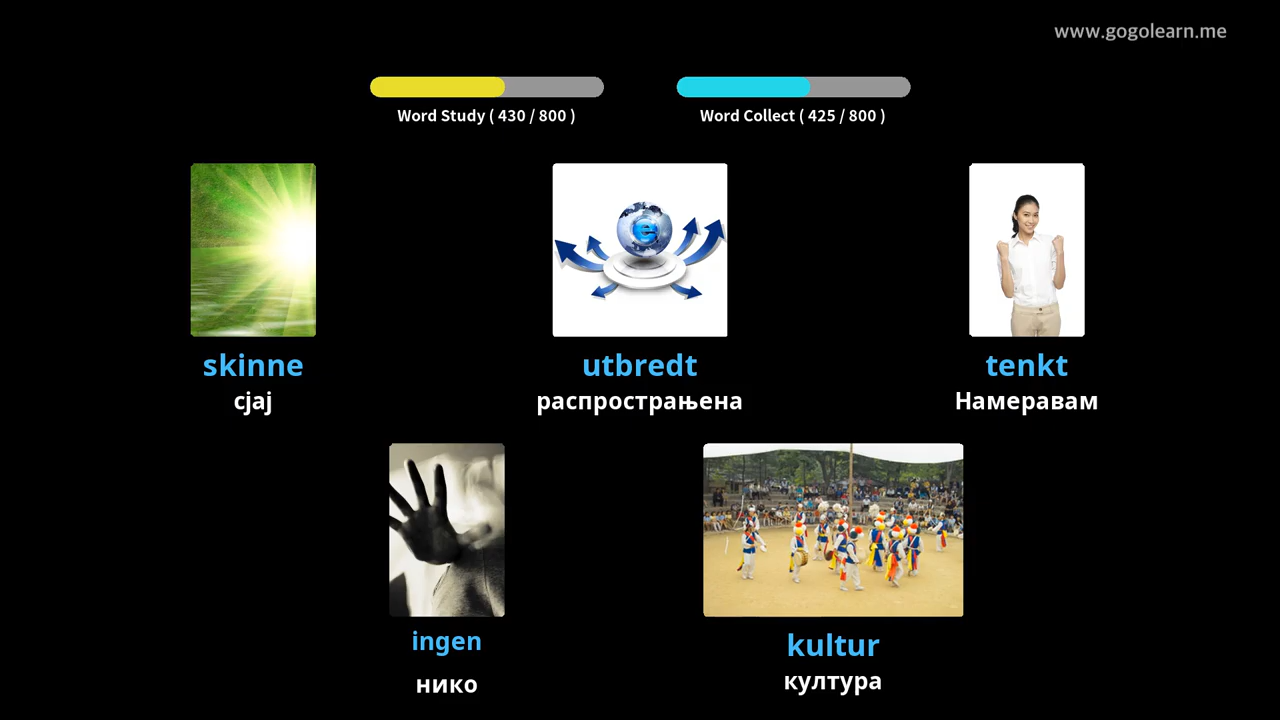 www.gogolearn.me
Word Study ( 430 / 800 )
Word Collect ( 425 / 800 )
e
skinne
сјај
utbredt
распрострањена
tenkt
Намеравам
ingen
нико
kultur
култура